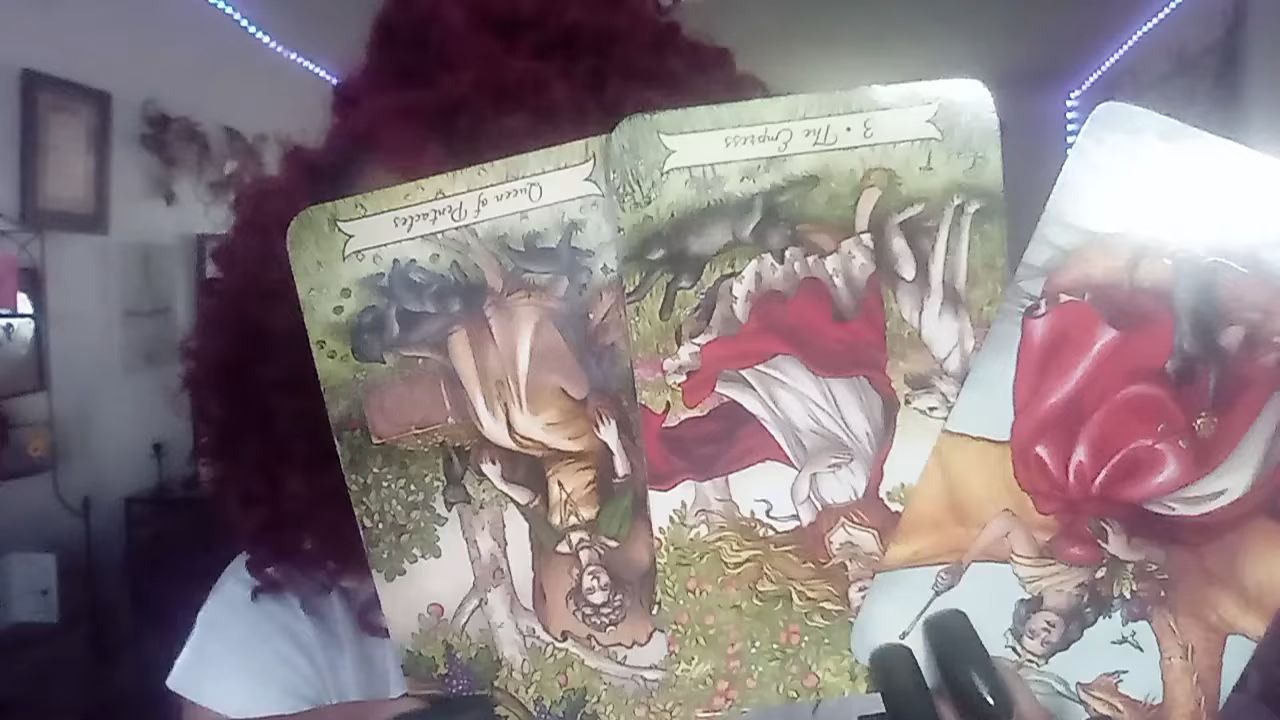 Queen of Pentacles
3 • The Empress